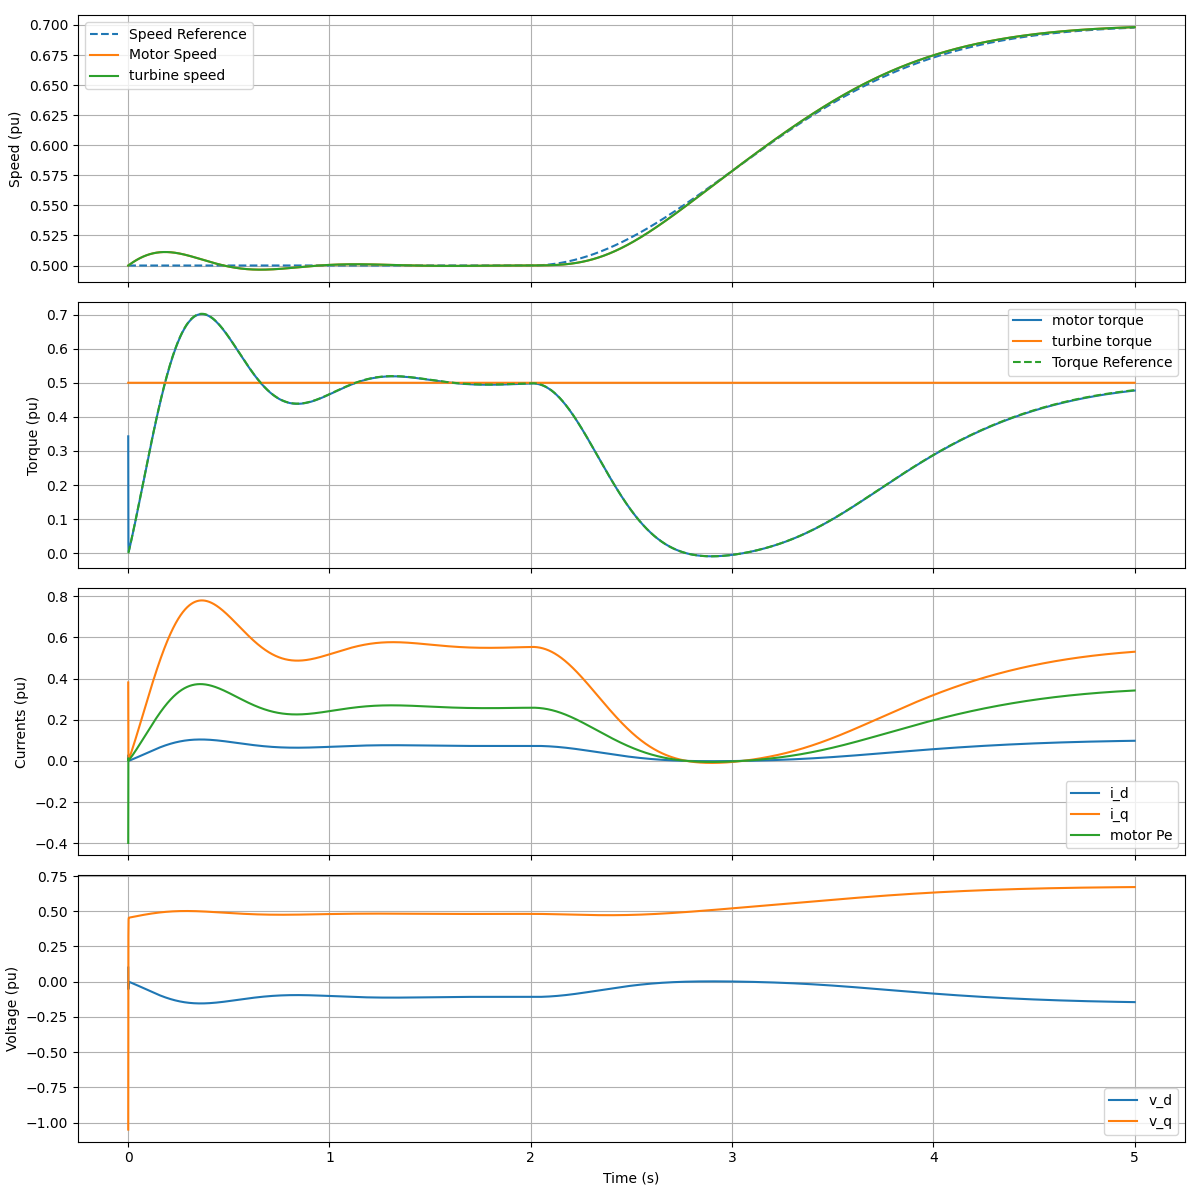 0.700
0.675
0.650
0.625
0.600
0.575
0.550
0.525
0.500
Speed (pu)
Speed Reference
Motor Speed
turbine speed
0.7
0.6
0.5
0.4
0.3
0.2
0.1
0.0
Torque (pu)
motor torque
turbine torque
Torque Reference
0.8
0.6
0.4
0.2
0.0
−0.2
−0.4
Currents (pu)
i_d
i_q
motor Pe
0.75
0.50
0.25
0.00
−0.25
−0.50
−0.75
−1.00
Voltage (pu)
v_d
v_q
0 1 2 3 4 5
Time (s)